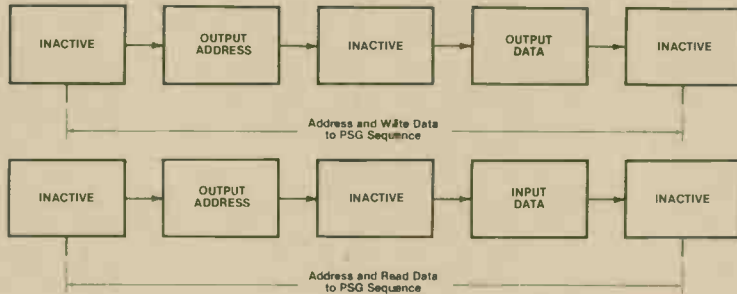 INACTIVE
OUTPUT
ADDRESS
INACTIVE
OUTPUT
DATA
INACTIVE
Address and Write Data
to PSG Sequence
INACTIVE
OUTPUT
ADDRESS
INACTIVE
INPUT
DATA
INACTIVE
Address and Read Data
to PSG Sequence